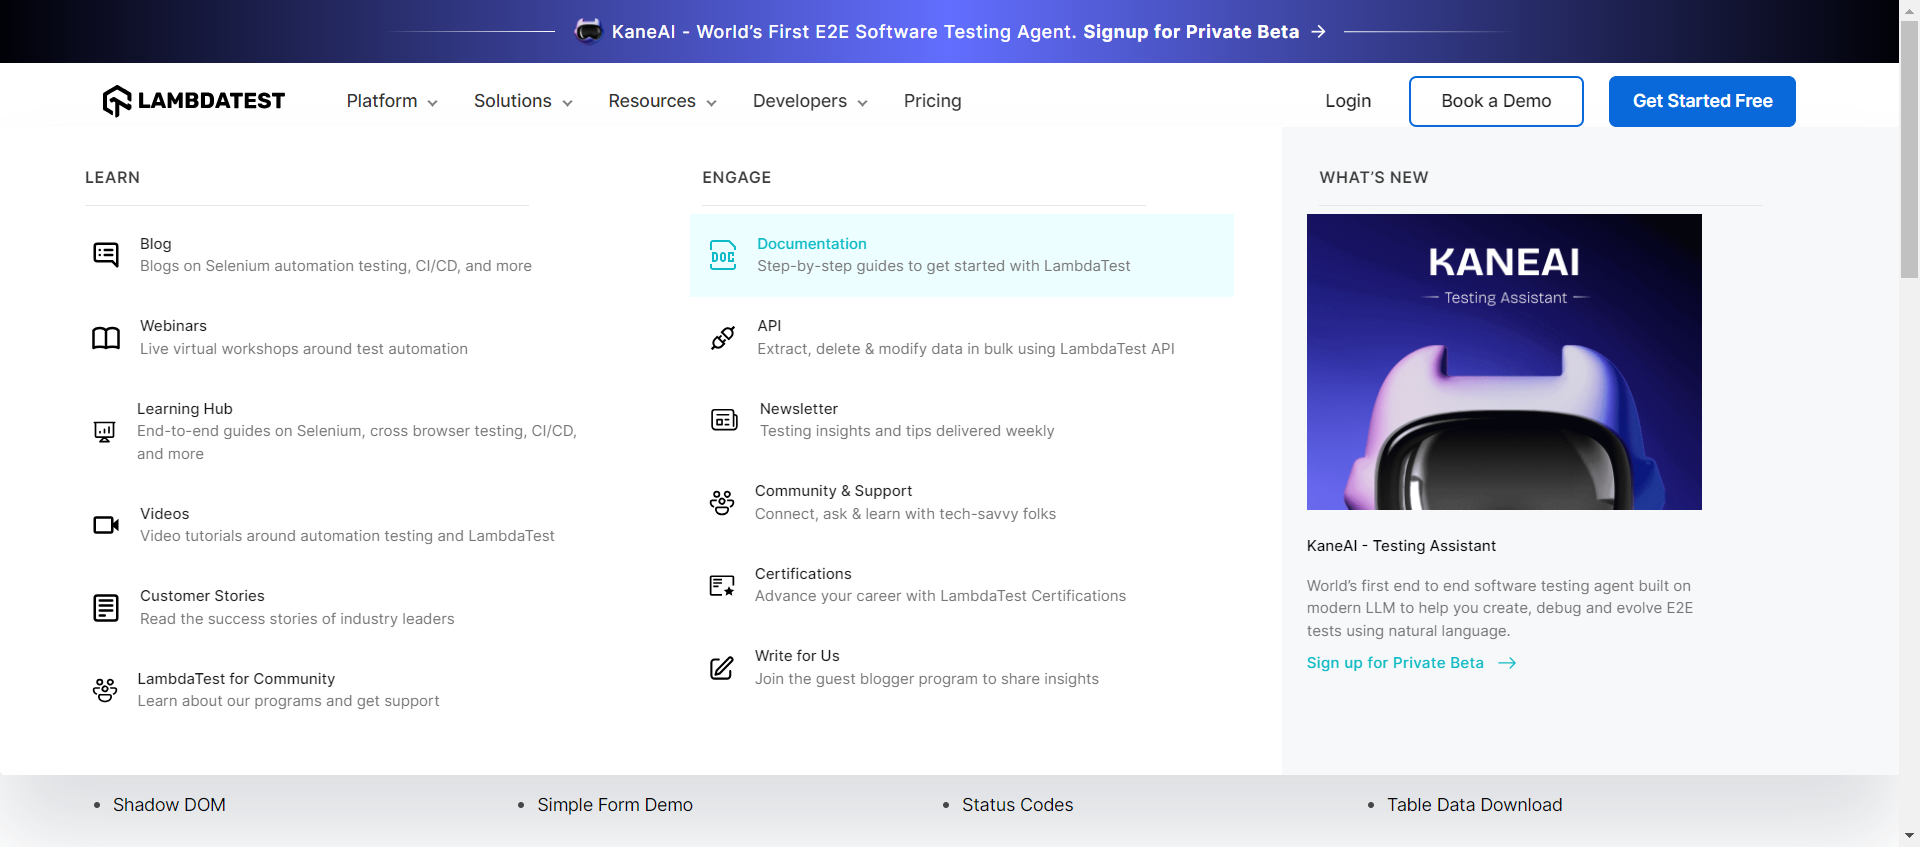 KaneAI - World’s First E2E Software Testing Agent. Signup for Private Beta →
LAMBDATEST
Platform
Solutions
Resources
Developers
Pricing
Login
Book a Demo
Get Started Free
LEARN
Blog
Blogs on Selenium automation testing, CI/CD, and more
Webinars
Live virtual workshops around test automation
Learning Hub
End-to-end guides on Selenium, cross browser testing, CI/CD,
and more
Videos
Video tutorials around automation testing and LambdaTest
Customer Stories
Read the success stories of industry leaders
LambdaTest for Community
Learn about our programs and get support
ENGAGE
DOC
Documentation
Step-by-step guides to get started with LambdaTest
API
Extract, delete & modify data in bulk using LambdaTest API
Newsletter
Testing insights and tips delivered weekly
Community & Support
Connect, ask & learn with tech-savvy folks
Certifications
Advance your career with LambdaTest Certifications
Write for Us
Join the guest blogger program to share insights
WHAT’S NEW
KANEAI
Testing Assistant
KaneAI - Testing Assistant
World’s first end to end software testing agent built on
modern LLM to help you create, debug and evolve E2E
tests using natural language.
Sign up for Private Beta →
• Shadow DOM
• Simple Form Demo
• Status Codes
• Table Data Download